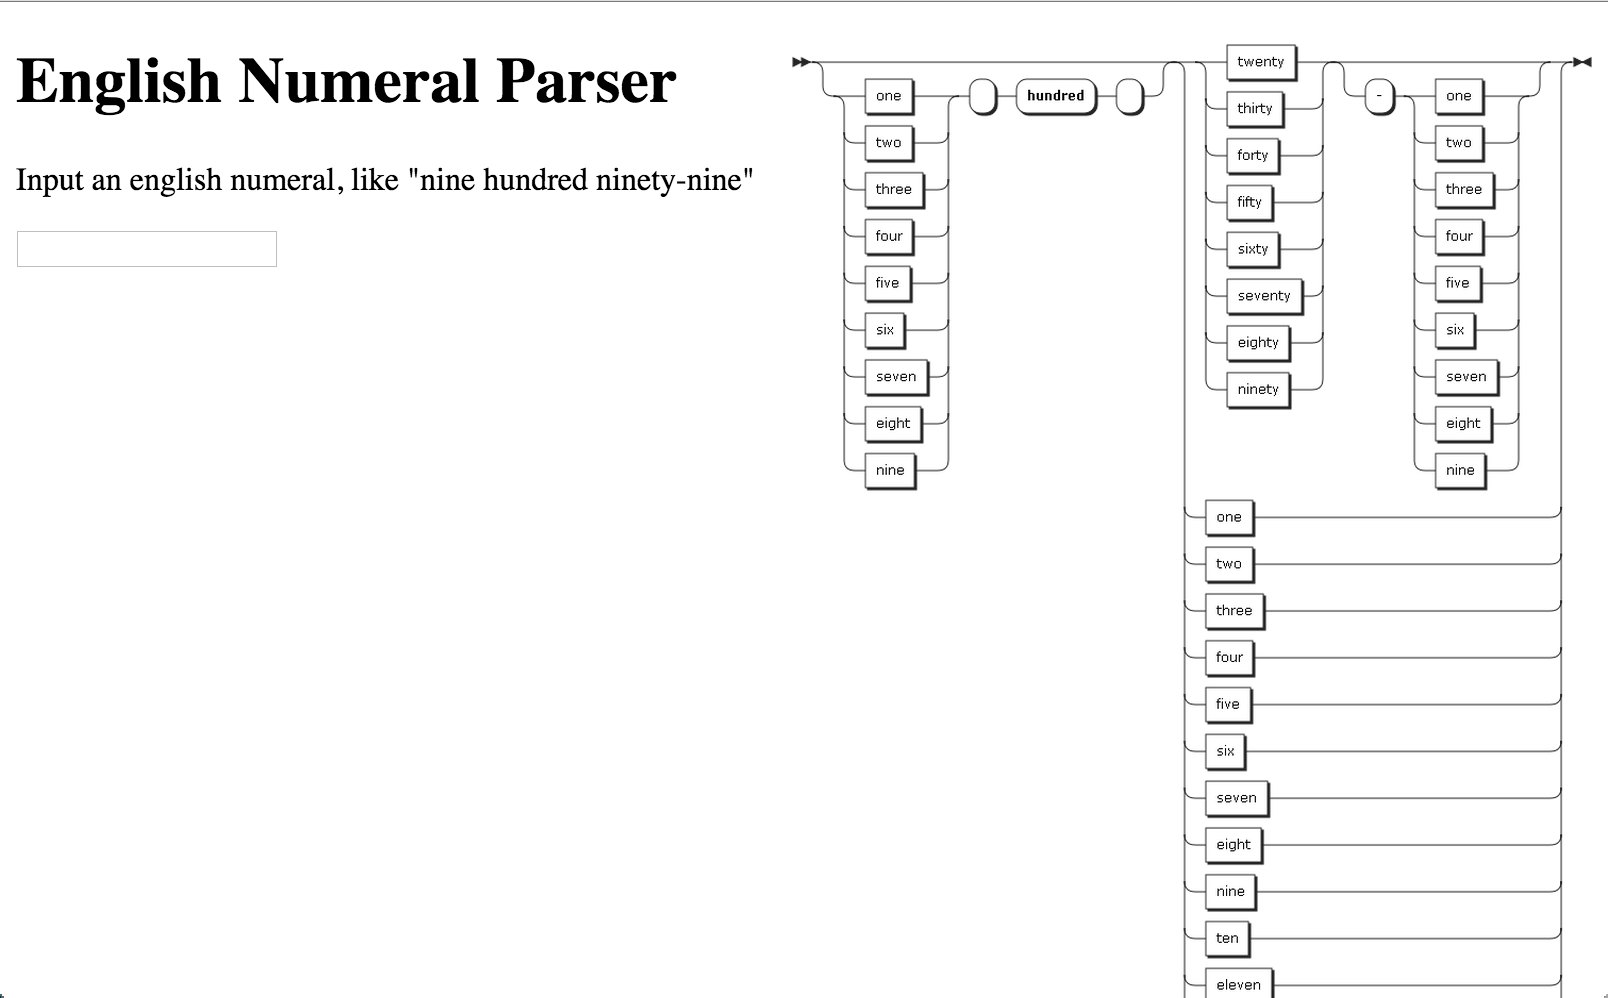 English Numeral Parser
Input an english numeral, like "nine hundred ninety-nine"
one
two
three
four
five
six
seven
eight
nine
hundred
twenty
thirty
forty
fifty
sixty
seventy
eighty
ninety
-
one
two
three
four
five
six
seven
eight
nine
one
two
three
four
five
six
seven
eight
nine
ten
eleven